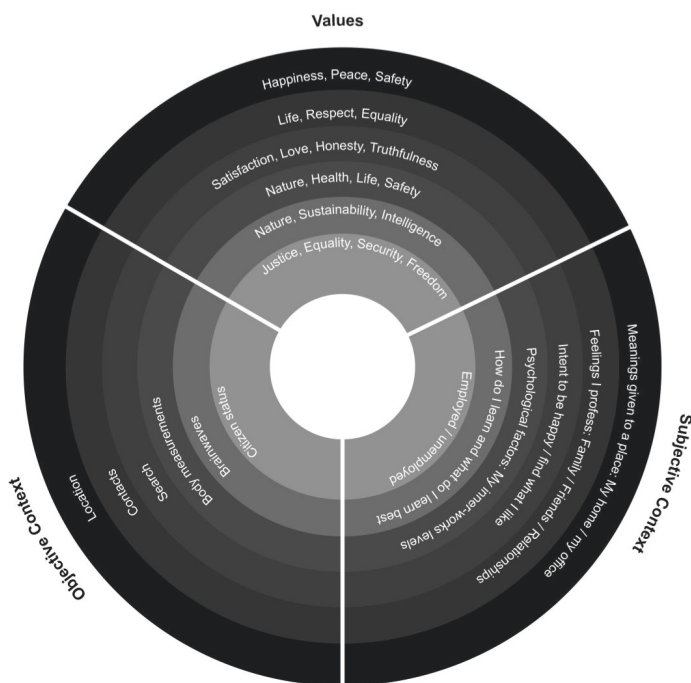 Values
Happiness, Peace, Safety
Life, Respect, Equality
Satisfaction, Love, Honesty, Truthfulness
Nature, Health, Life, Safety
Nature, Sustainability, Intelligence
Justice, Equality, Security, Freedom
Subjective Context
Meanings given to a place: My home / my office
Feelings I profess: Family / Friends / Relationships
Intent to be happy / find what I like
Psychological factors: My inner-works levels
How do I learn and what do I learn best
Employed / unemployed
Objective Context
Location
Contacts
Search
Body measurements
Brainwaves
Citizen status